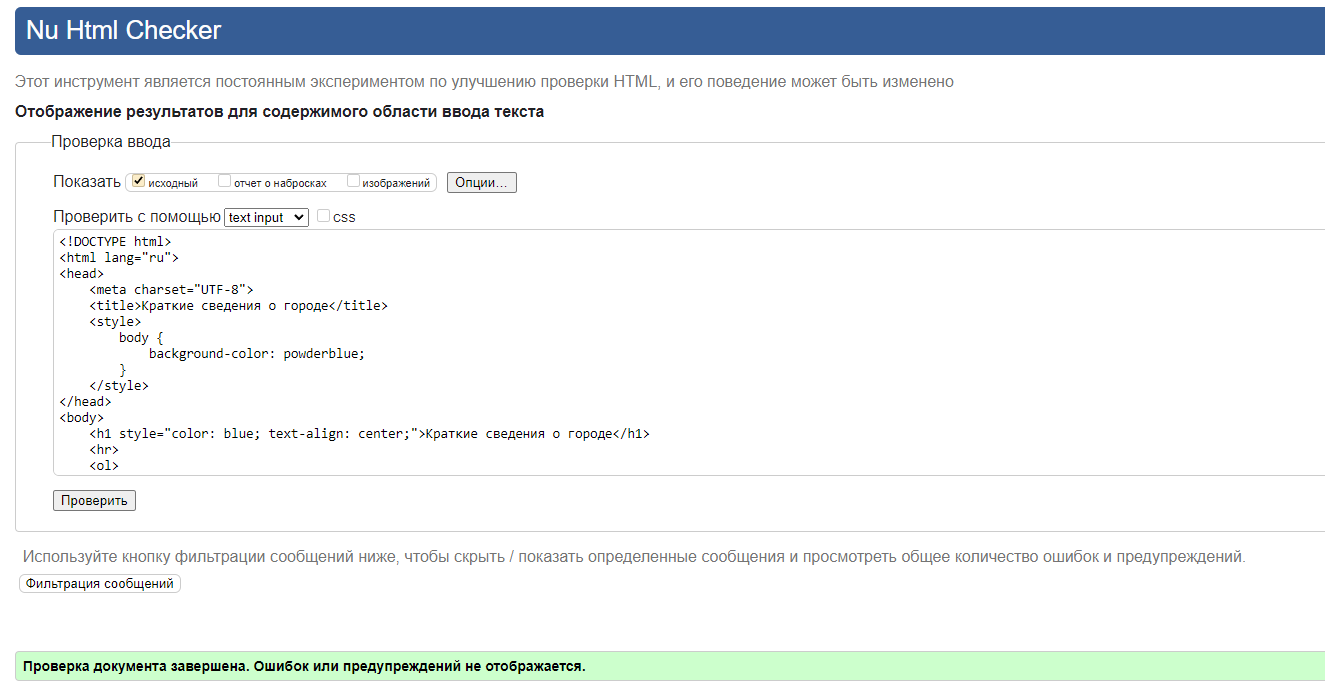 Nu Html Checker
Этот инструмент является постоянным экспериментом по улучшению проверки HTML, и его поведение может быть изменено
Отображение результатов для содержимого области ввода текста
Проверка ввода
Показать исходный отчет о набросках изображений Опции...
Проверить с помощью text input css
<!DOCTYPE html>
<html lang="ru">
<head>
    <meta charset="UTF-8">
    <title>Краткие сведения о городе</title>
    <style>
        body {
            background-color: powderblue;
        }
    </style>
</head>
<body>
    <h1 style="color: blue; text-align: center;">Краткие сведения о городе</h1>
    <hr>
    <ol>
Проверить
Используйте кнопку фильтрации сообщений ниже, чтобы скрыть / показать определенные сообщения и просмотреть общее количество ошибок и предупреждений.
Фильтрация сообщений
Проверка документа завершена. Ошибок или предупреждений не отображается.